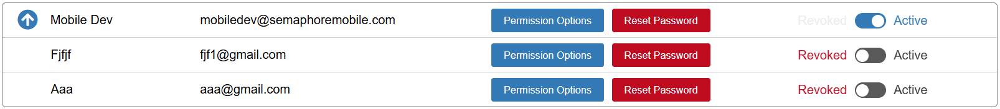 Mobile Dev mobiledev@semaphoremobile.com Permission Options Reset Password Revoked Active
Fjfjf fjf1@gmail.com Permission Options Reset Password Revoked Active
Aaa aaa@gmail.com Permission Options Reset Password Revoked Active